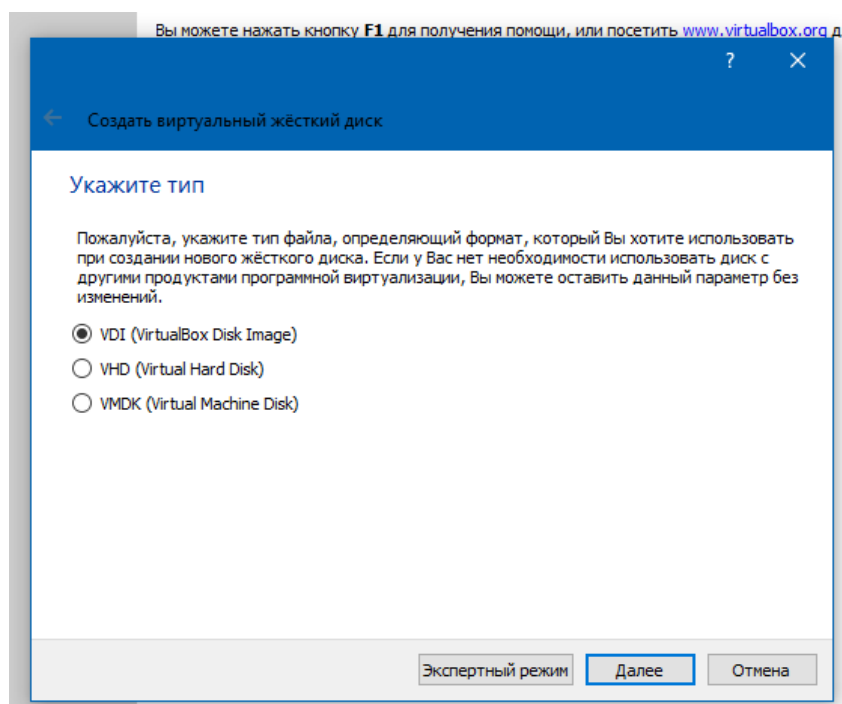 Вы можете нажать кнопку F1 для получения помощи, или посетить www.virtualbox.org д
?
Создать виртуальный жёсткий диск
Укажите тип
Пожалуйста, укажите тип файла, определяющий формат, который Вы хотите использовать
при создании нового жёсткого диска. Если у Вас нет необходимости использовать диск с
другими продуктами программной виртуализации, Вы можете оставить данный параметр без
изменений.
VDI (VirtualBox Disk Image)
VHD (Virtual Hard Disk)
VMDK (Virtual Machine Disk)
Экспертный режим Далее Отмена